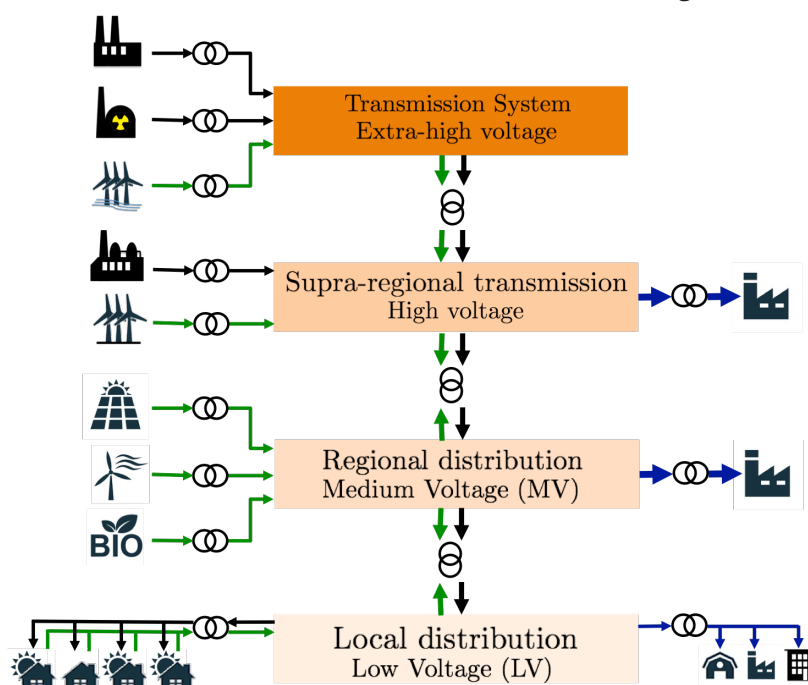 Transmission System
Extra-high voltage
Supra-regional transmission
High voltage
Regional distribution
Medium Voltage (MV)
BIO
Local distribution
Low Voltage (LV)